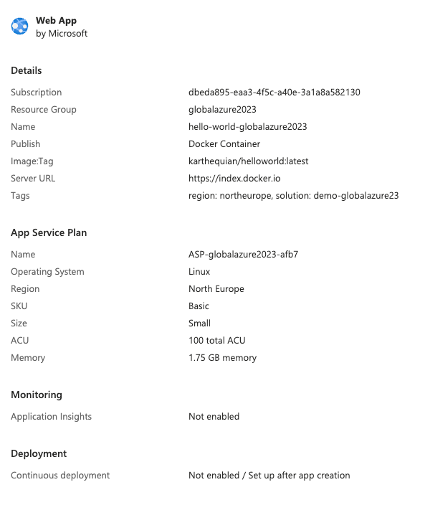 Web App
by Microsoft
Details
Subscription dbeda895-eaa3-4f5c-a40e-3a1a8a582130
Resource Group globalazure2023
Name hello-world-globalazure2023
Publish Docker Container
Image:Tag karthequian/helloworld:latest
Server URL https://index.docker.io
Tags region: northeurope, solution: demo-globalazure23
App Service Plan
Name ASP-globalazure2023-afb7
Operating System Linux
Region North Europe
SKU Basic
Size Small
ACU 100 total ACU
Memory 1.75 GB memory
Monitoring
Application Insights Not enabled
Deployment
Continuous deployment Not enabled / Set up after app creation